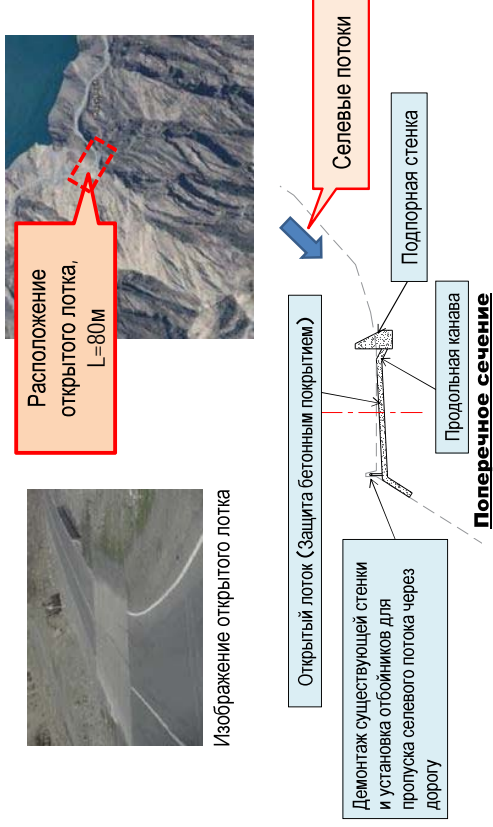 Расположение
открытого лотка,
L=80м
Изображение открытого лотка
Селевые потоки
Открытый лоток (Защита бетонным покрытием)
Подпорная стенка
Продольная канава
Демонтаж существующей стенки
и установка отбойников для
пропуска селевого потока через
дорогу
Поперечное сечение